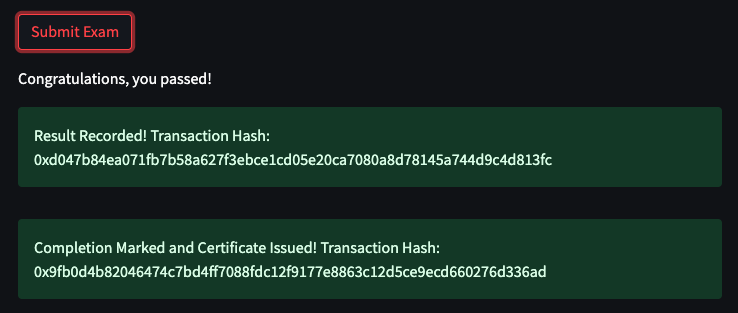 Submit Exam
Congratulations, you passed!
Result Recorded! Transaction Hash:
0xd047b84ea071fb7b58a627f3ebce1cd05e20ca7080a8d78145a744d9c4d813fc
Completion Marked and Certificate Issued! Transaction Hash:
0x9fb0d4b82046474c7bd4ff7088fdc12f9177e8863c12d5ce9ecd660276d336ad